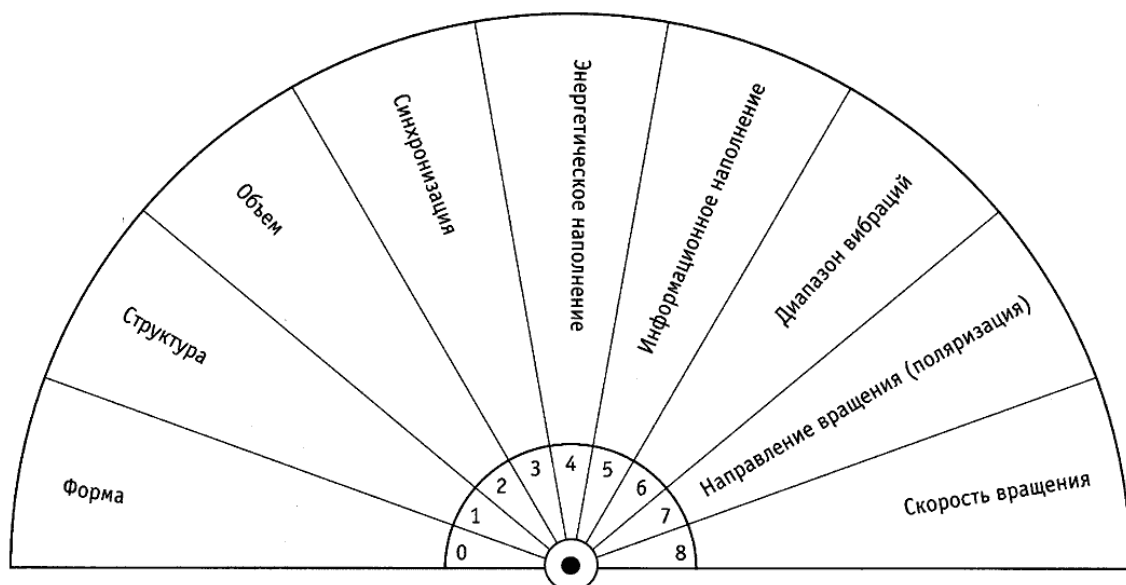 Форма
Структура
Объем
Синхронизация
Энергетическое наполнение
Информационное наполнение
Диапазон вибраций
Направление вращения (поляризация)
Скорость вращения
0
1
2
3
4
5
6
7
8